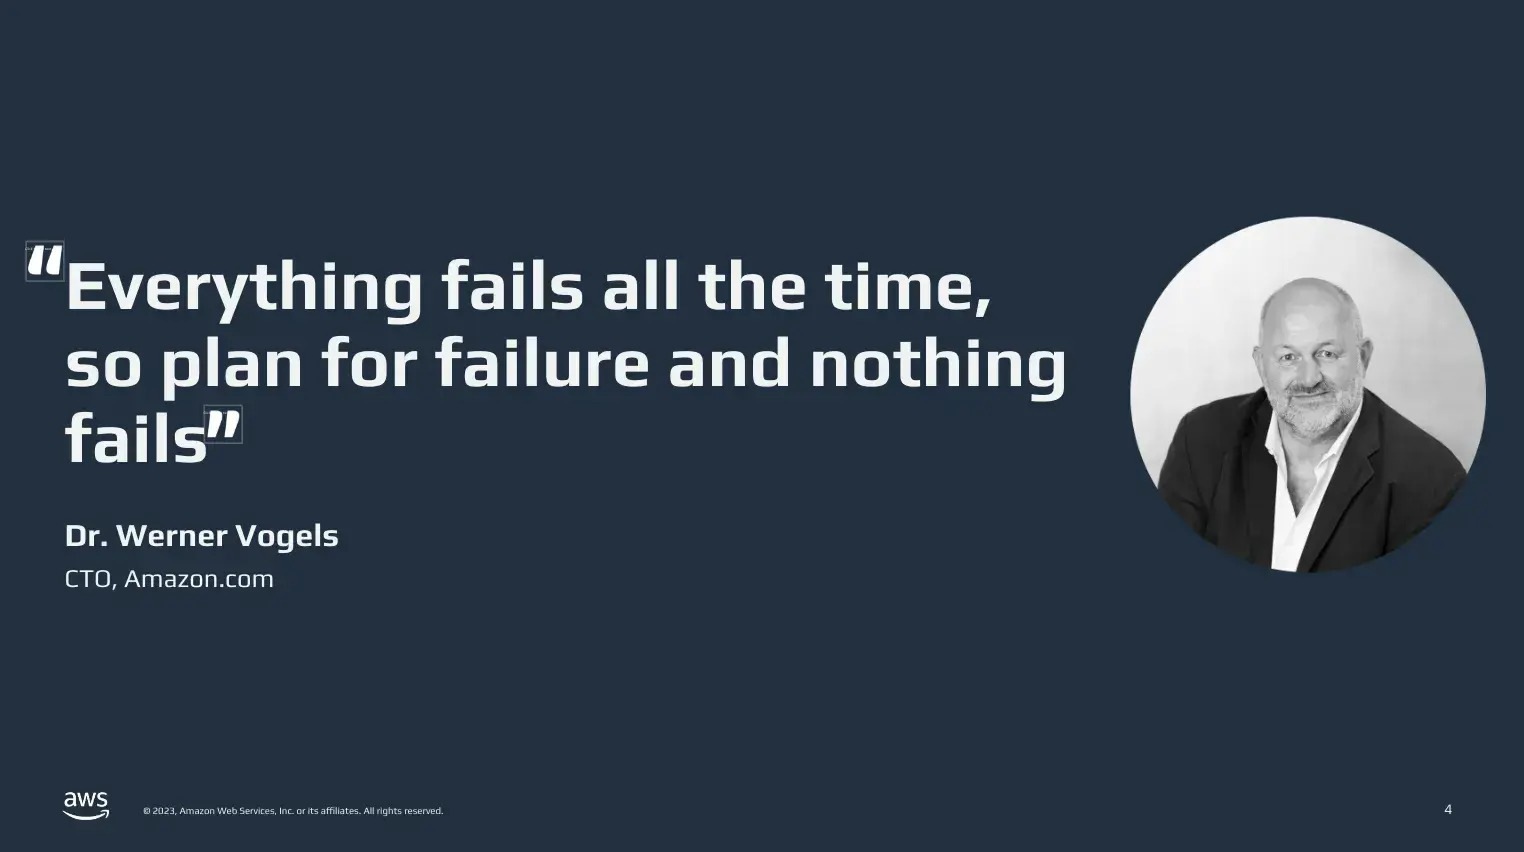 “Everything fails all the time,
so plan for failure and nothing
fails”
Dr. Werner Vogels
CTO, Amazon.com
aws
© 2023, Amazon Web Services, Inc. or its affiliates. All rights reserved.
4